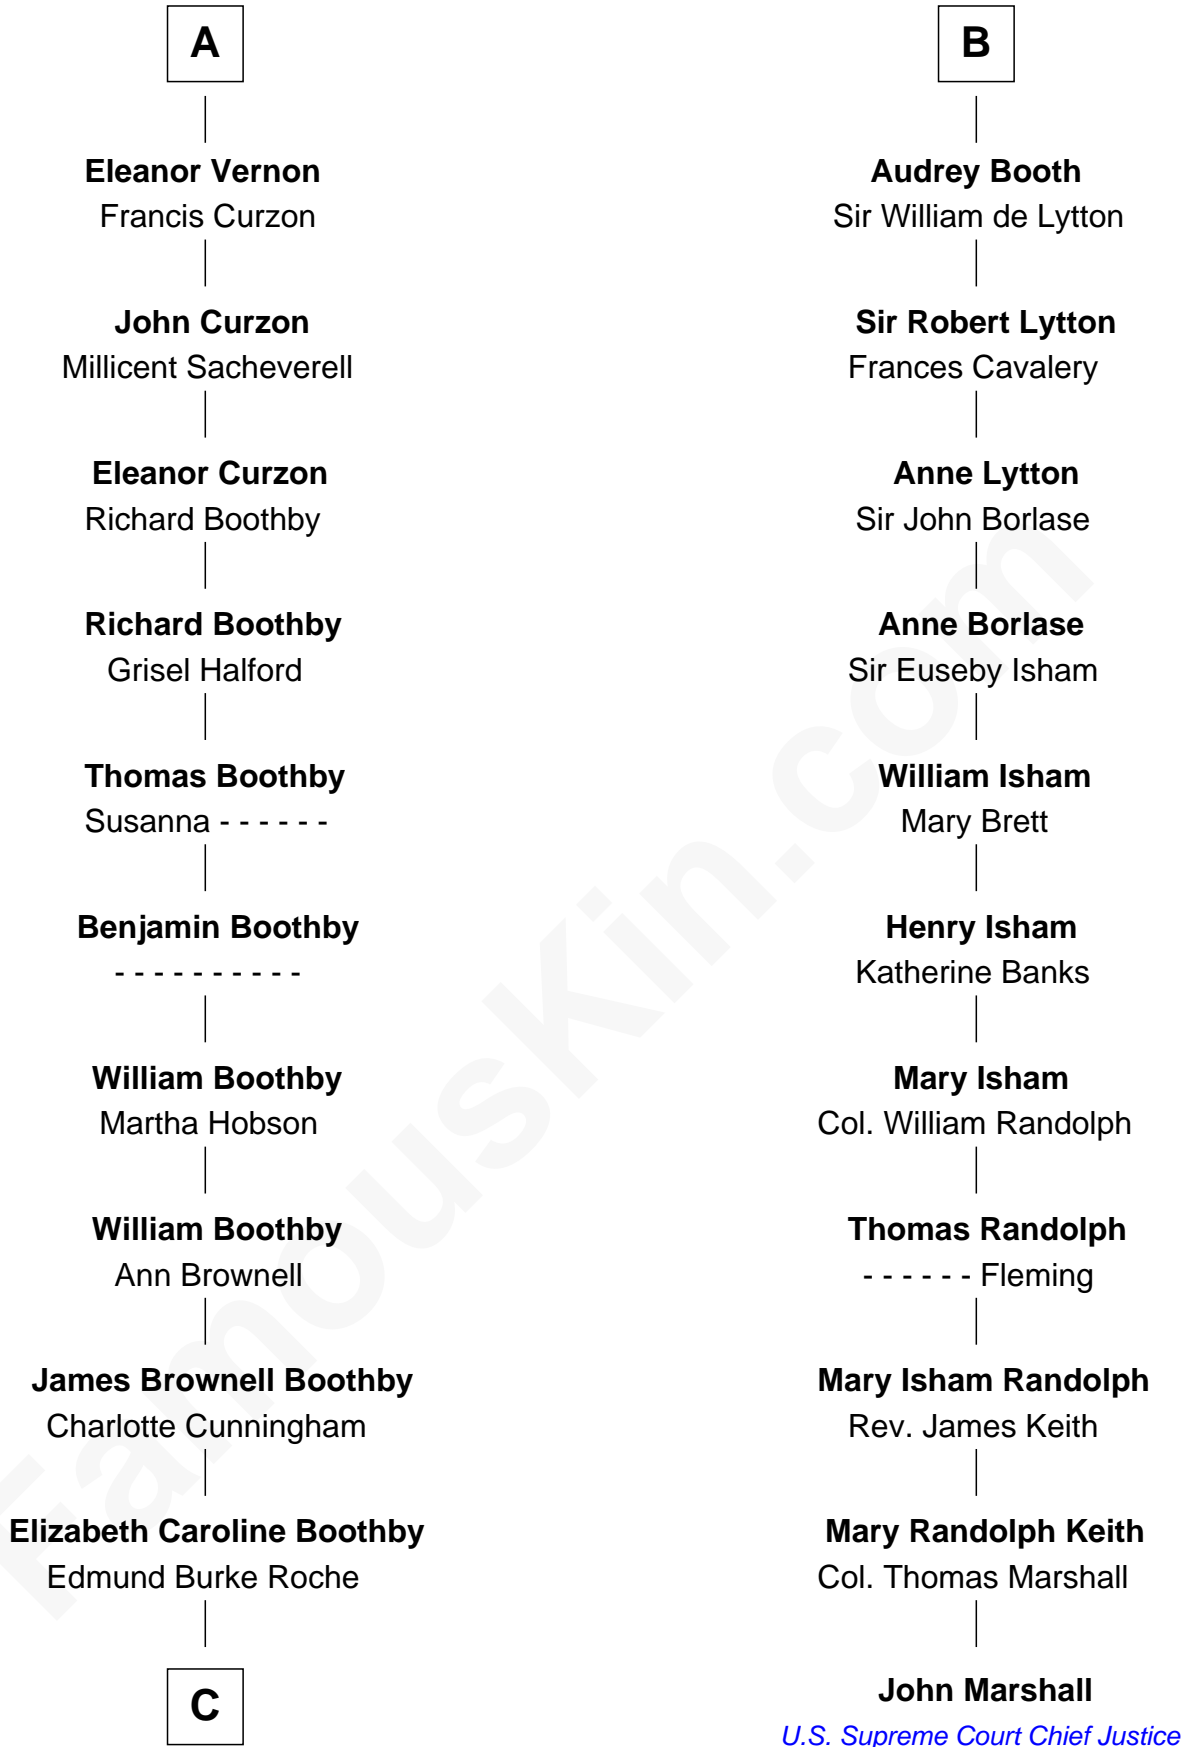 A
Eleanor Vernon
Francis Curzon
John Curzon
Millicent Sacheverell
Eleanor Curzon
Richard Boothby
Richard Boothby
Grisel Halford
Thomas Boothby
Susanna - - - - - -
Benjamin Boothby
- - - - - - - - - -
William Boothby
Martha Hobson
William Boothby
Ann Brownell
James Brownell Boothby
Charlotte Cunningham
Elizabeth Caroline Boothby
Edmund Burke Roche
C
B
Audrey Booth
Sir William de Lytton
Sir Robert Lytton
Frances Cavalery
Anne Lytton
Sir John Borlase
Anne Borlase
Sir Euseby Isham
William Isham
Mary Brett
Henry Isham
Katherine Banks
Mary Isham
Col. William Randolph
Thomas Randolph
- - - - - - Fleming
Mary Isham Randolph
Rev. James Keith
Mary Randolph Keith
Col. Thomas Marshall
John Marshall
U.S. Supreme Court Chief Justice
FamousKin.com